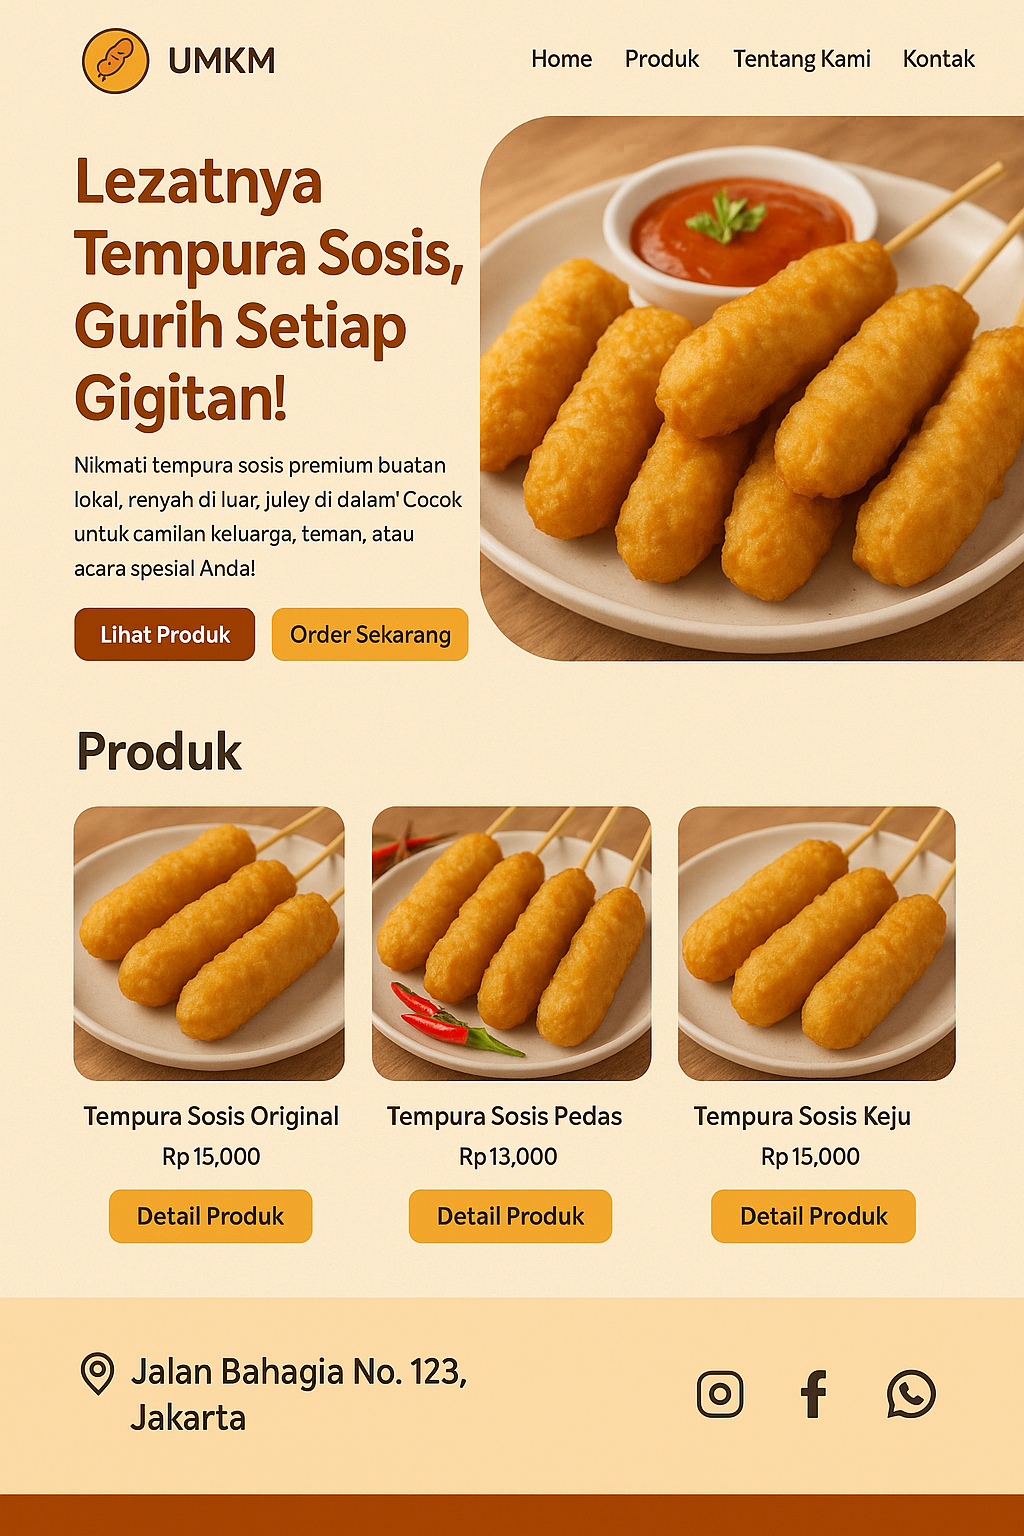 UMKM
Home Produk Tentang Kami Kontak
Lezatnya
Tempura Sosis,
Gurih Setiap
Gigitan!
Nikmati tempura sosis premium buatan
lokal, renyah di luar, juley di dalam' Cocok
untuk camilan keluarga, teman, atau
acara spesial Anda!
Lihat Produk Order Sekarang
Produk
Tempura Sosis Original
Rp 15,000
Detail Produk
Tempura Sosis Pedas
Rp 13,000
Detail Produk
Tempura Sosis Keju
Rp 15,000
Detail Produk
Jalan Bahagia No. 123,
Jakarta